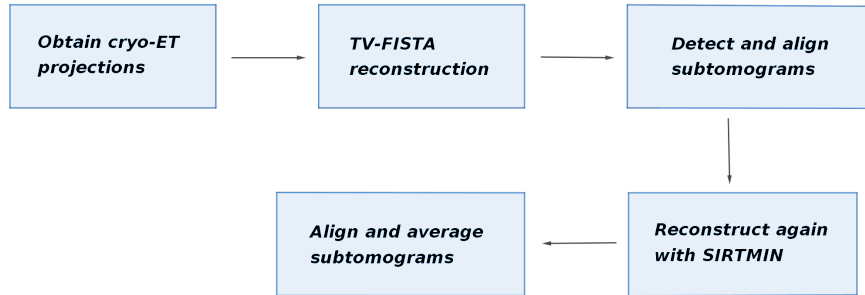 Obtain cryo-ET
projections
TV-FISTA
reconstruction
Detect and align
subtomograms
Reconstruct again
with SIRTMIN
Align and average
subtomograms